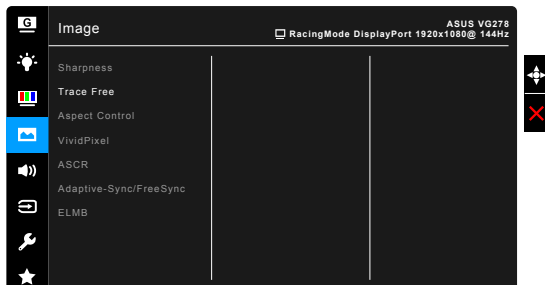 G
Image
ASUS VG278
RacingMode DisplayPort 1920x1080@ 144Hz
Sharpness
Trace Free
Aspect Control
VividPixel
ASCR
Adaptive-Sync/FreeSync
ELMB